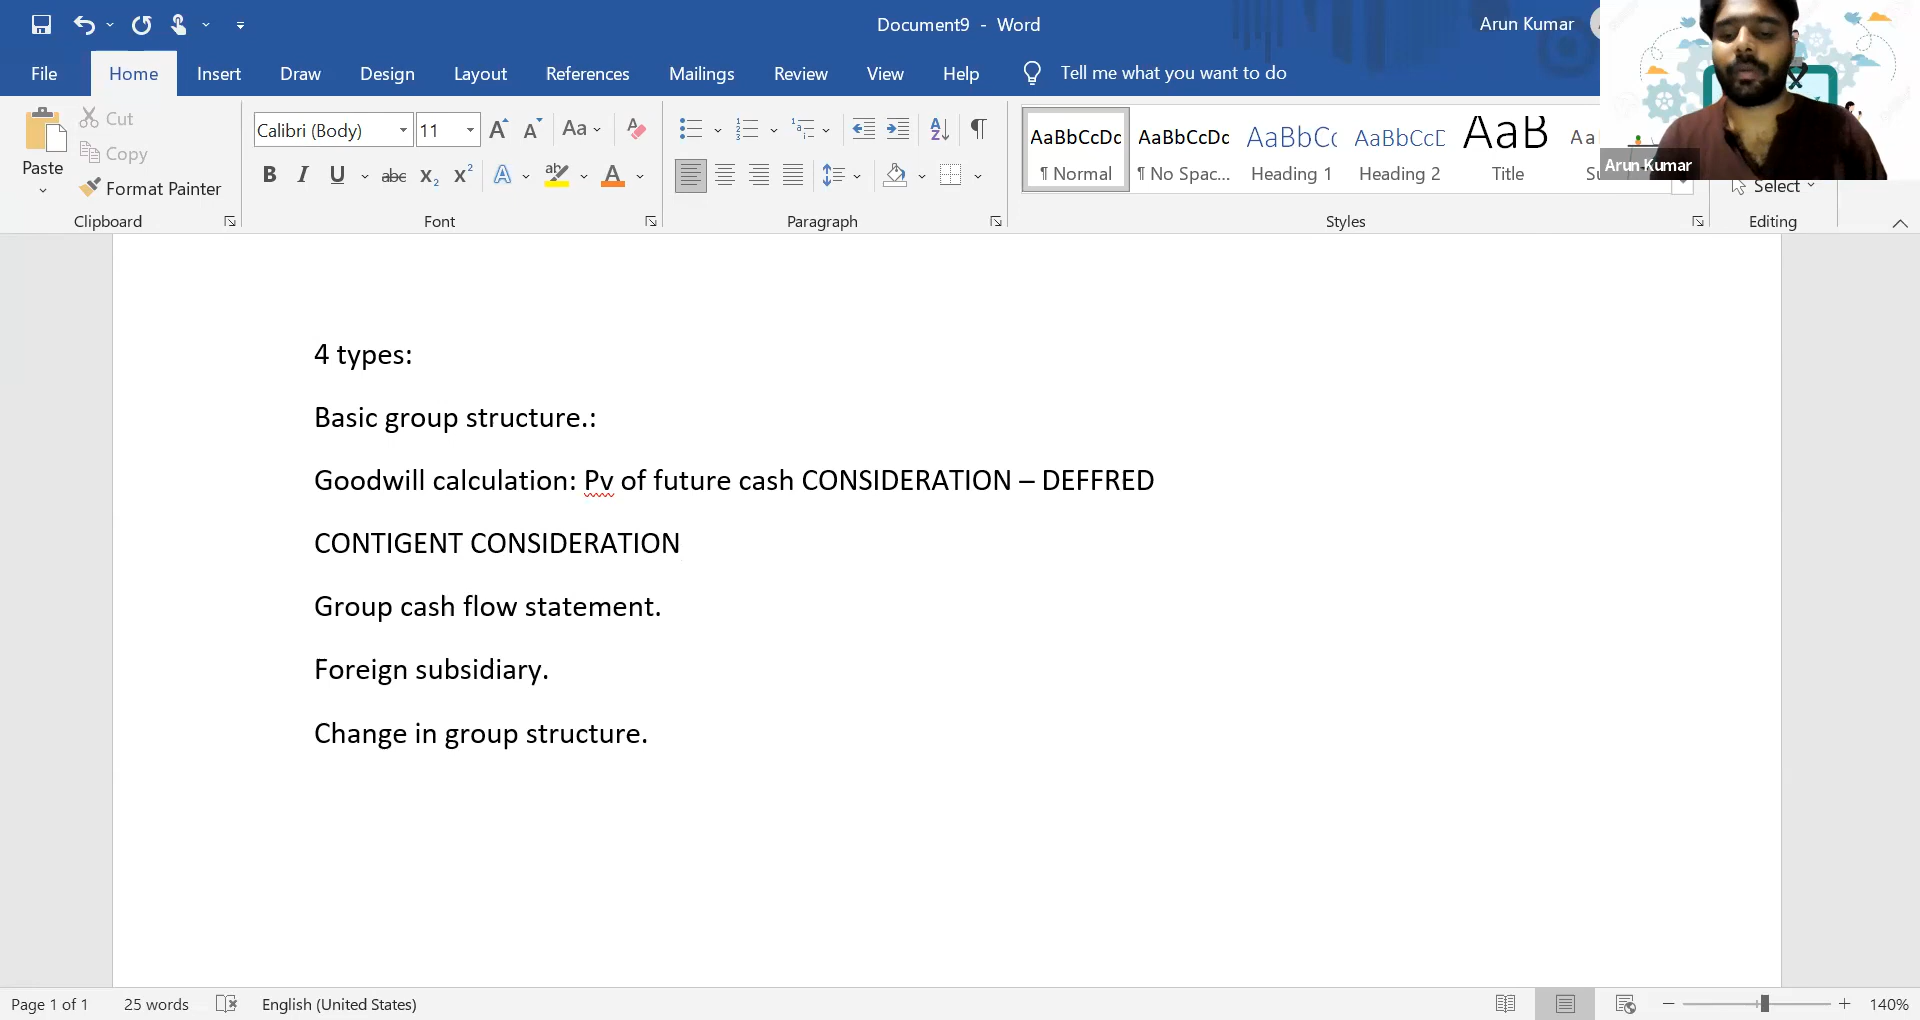 Document9 - Word
Arun Kumar
File Home Insert Draw Design Layout References Mailings Review View Help Tell me what you want to do
Paste
Cut
Copy
Format Painter
Clipboard
Calibri (Body) 11
Font
Paragraph
AaBbCcDc AaBbCcDc AaBbCc AaBbCcD AaB Aa
¶ Normal ¶ No Spac... Heading 1 Heading 2 Title
Styles
Arun Kumar
Select
Editing
4 types:
Basic group structure.:
Goodwill calculation: Pv of future cash CONSIDERATION – DEFFRED
CONTIGENT CONSIDERATION
Group cash flow statement.
Foreign subsidiary.
Change in group structure.
Page 1 of 1 25 words English (United States) 140%